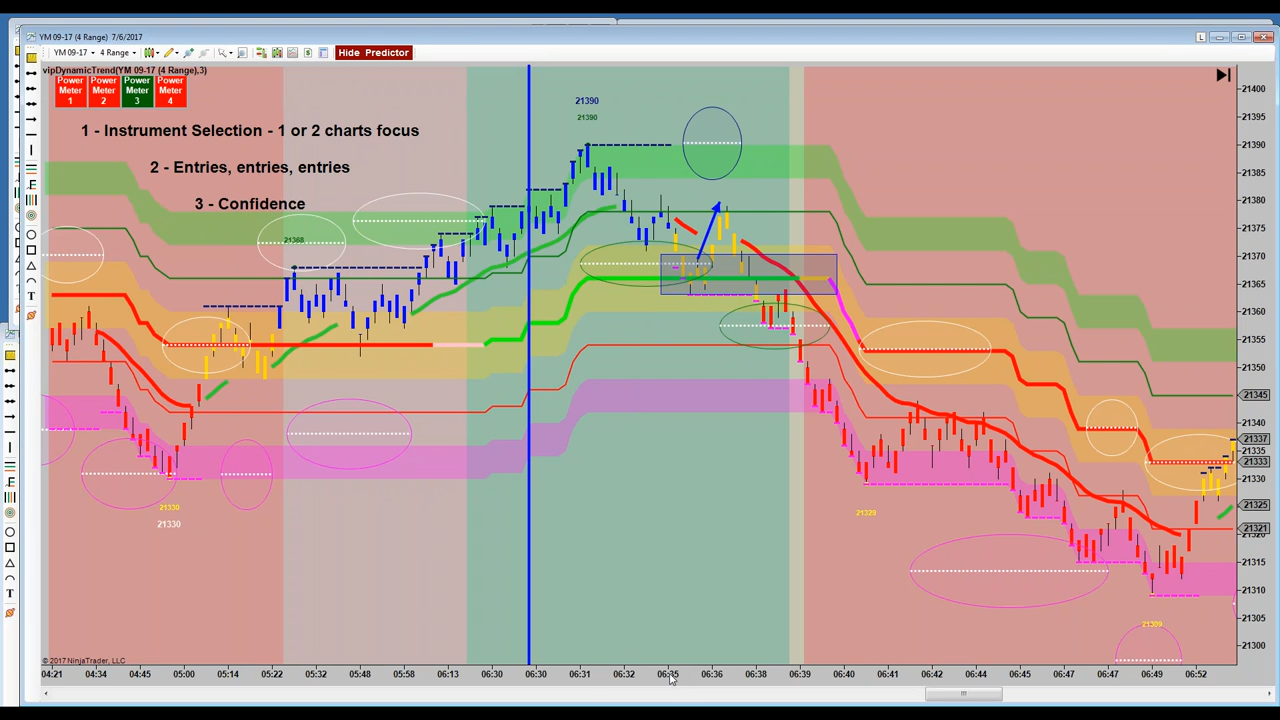 YM 09-17 (4 Range) 7/6/2017
YM 09-17 4 Range Hide Predictor
vipDynamicTrend(YM 09-17 (4 Range),3)
Power Meter 1
Power Meter 2
Power Meter 3
Power Meter 4
1 - Instrument Selection - 1 or 2 charts focus
2 - Entries, entries, entries
3 - Confidence
21390
21390
21368
21330
21330
21329
21309
21400
21395
21390
21385
21380
21375
21370
21365
21360
21355
21350
21345
21340
21337
21335
21333
21330
21325
21321
21315
21310
21305
21300
© 2017 NinjaTrader, LLC
04:21 04:34 04:45 05:00 05:14 05:22 05:32 05:48 05:58 06:13 06:30 06:30 06:31 06:32 06:35 06:36 06:38 06:39 06:40 06:42 06:44 06:45 06:47 06:47 06:49 06:52